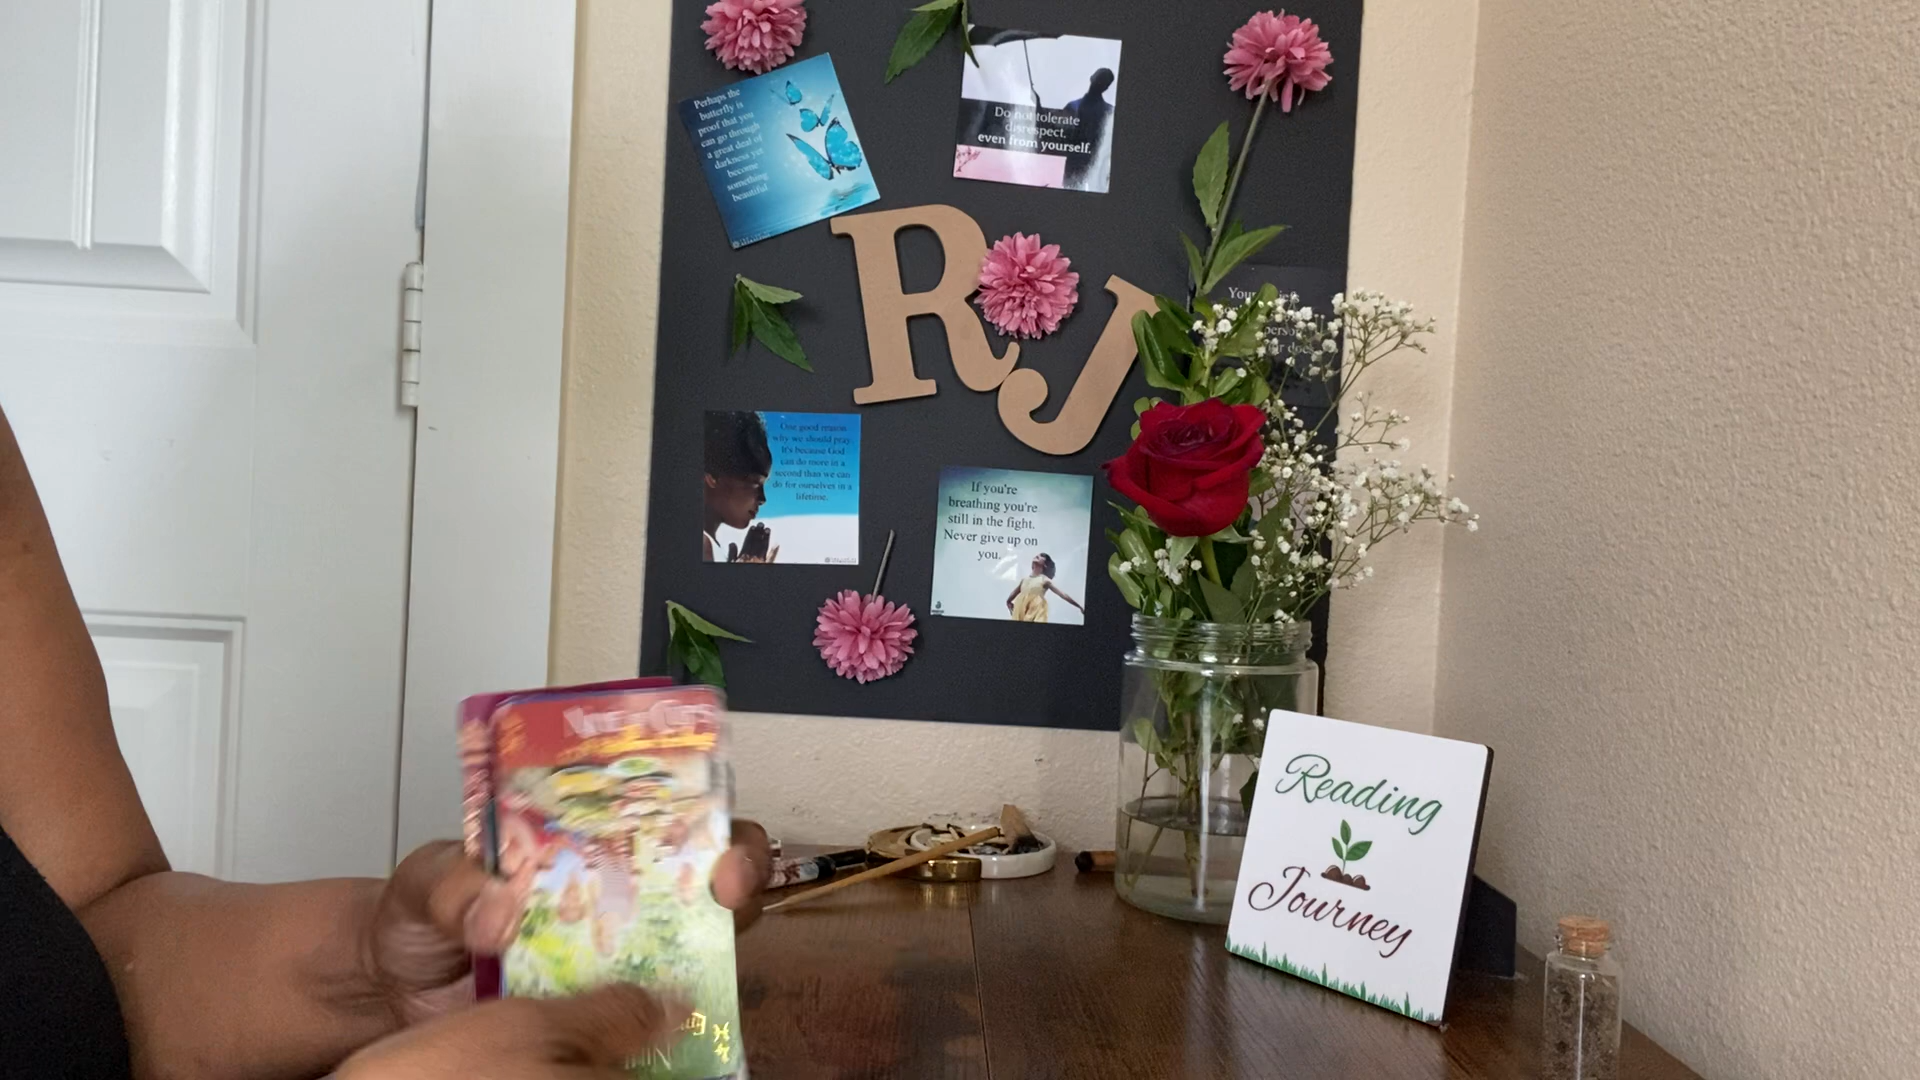 Perhaps the
butterfly is
proof that you
can go through
a great deal of
darkness yet
become
something
beautiful
Do not tolerate
disrespect,
even from yourself.
RJ
One good reason
why we should pray.
It's because God
can do more in a
second than we can
do for ourselves in a
lifetime.
If you're
breathing you're
still in the fight.
Never give up on
you.
Reading
Journey